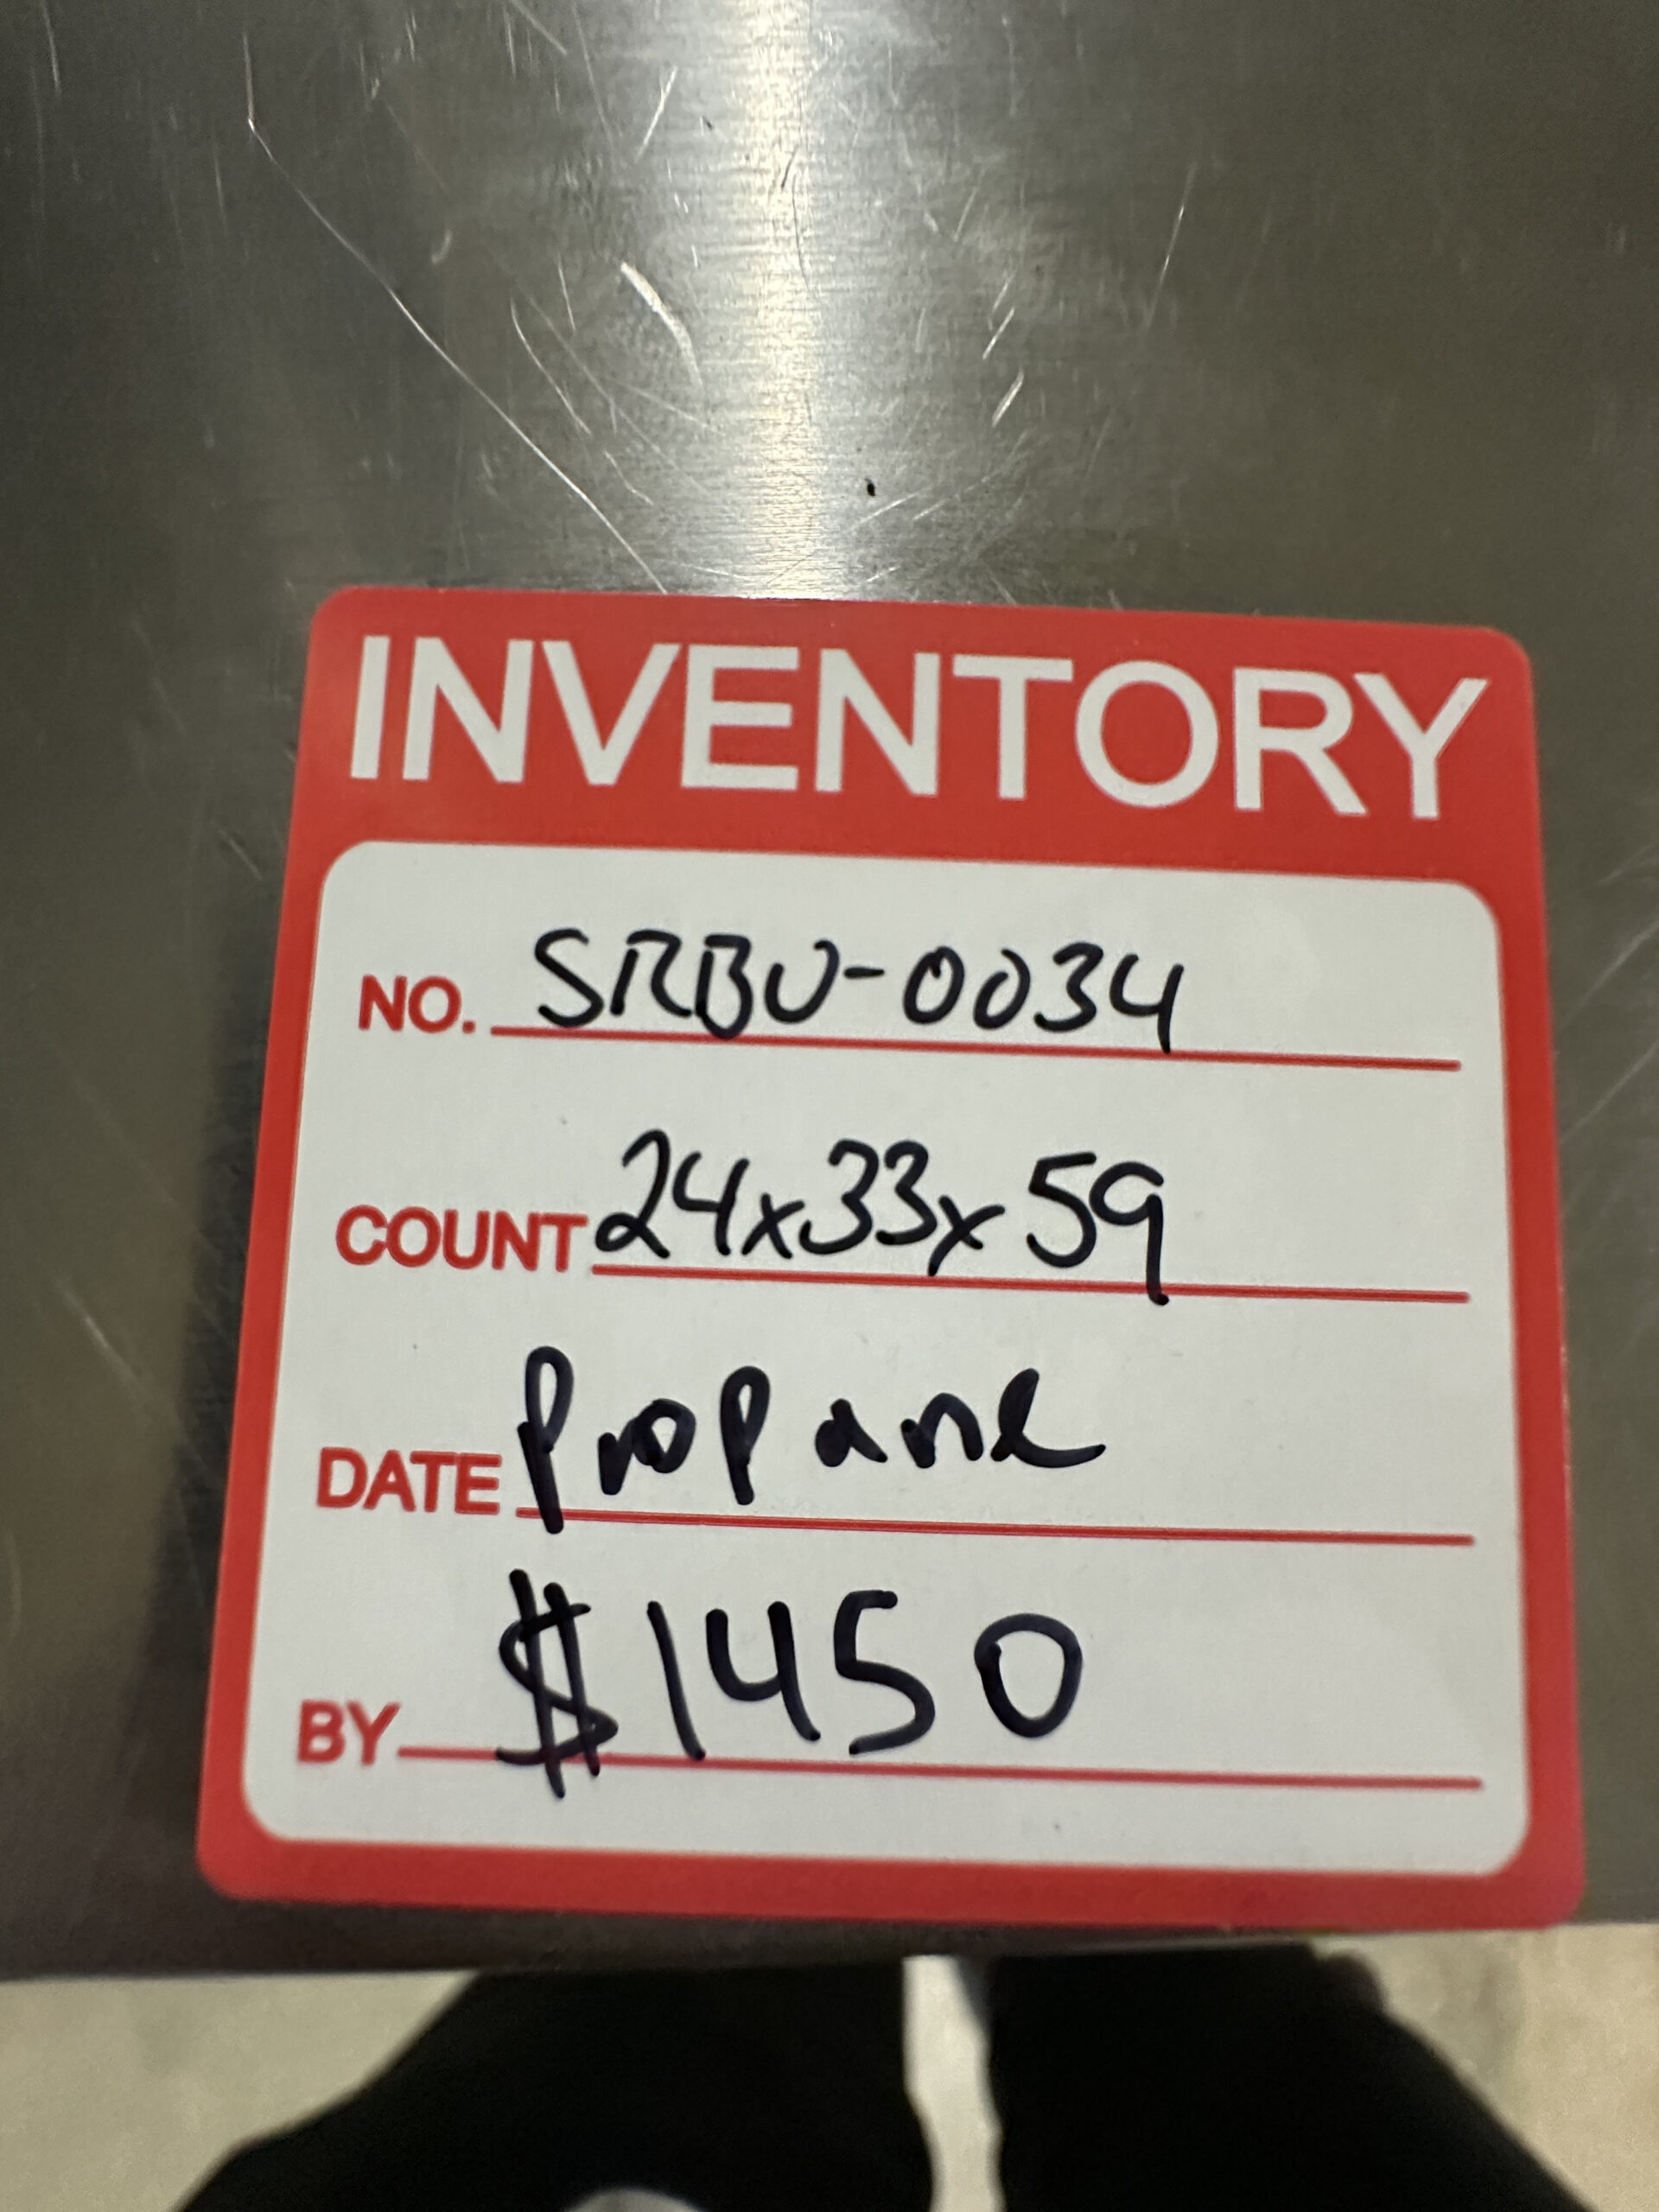 INVENTORY
NO. SRBU-0034
COUNT 24x33x59
DATE Propane
BY $1450